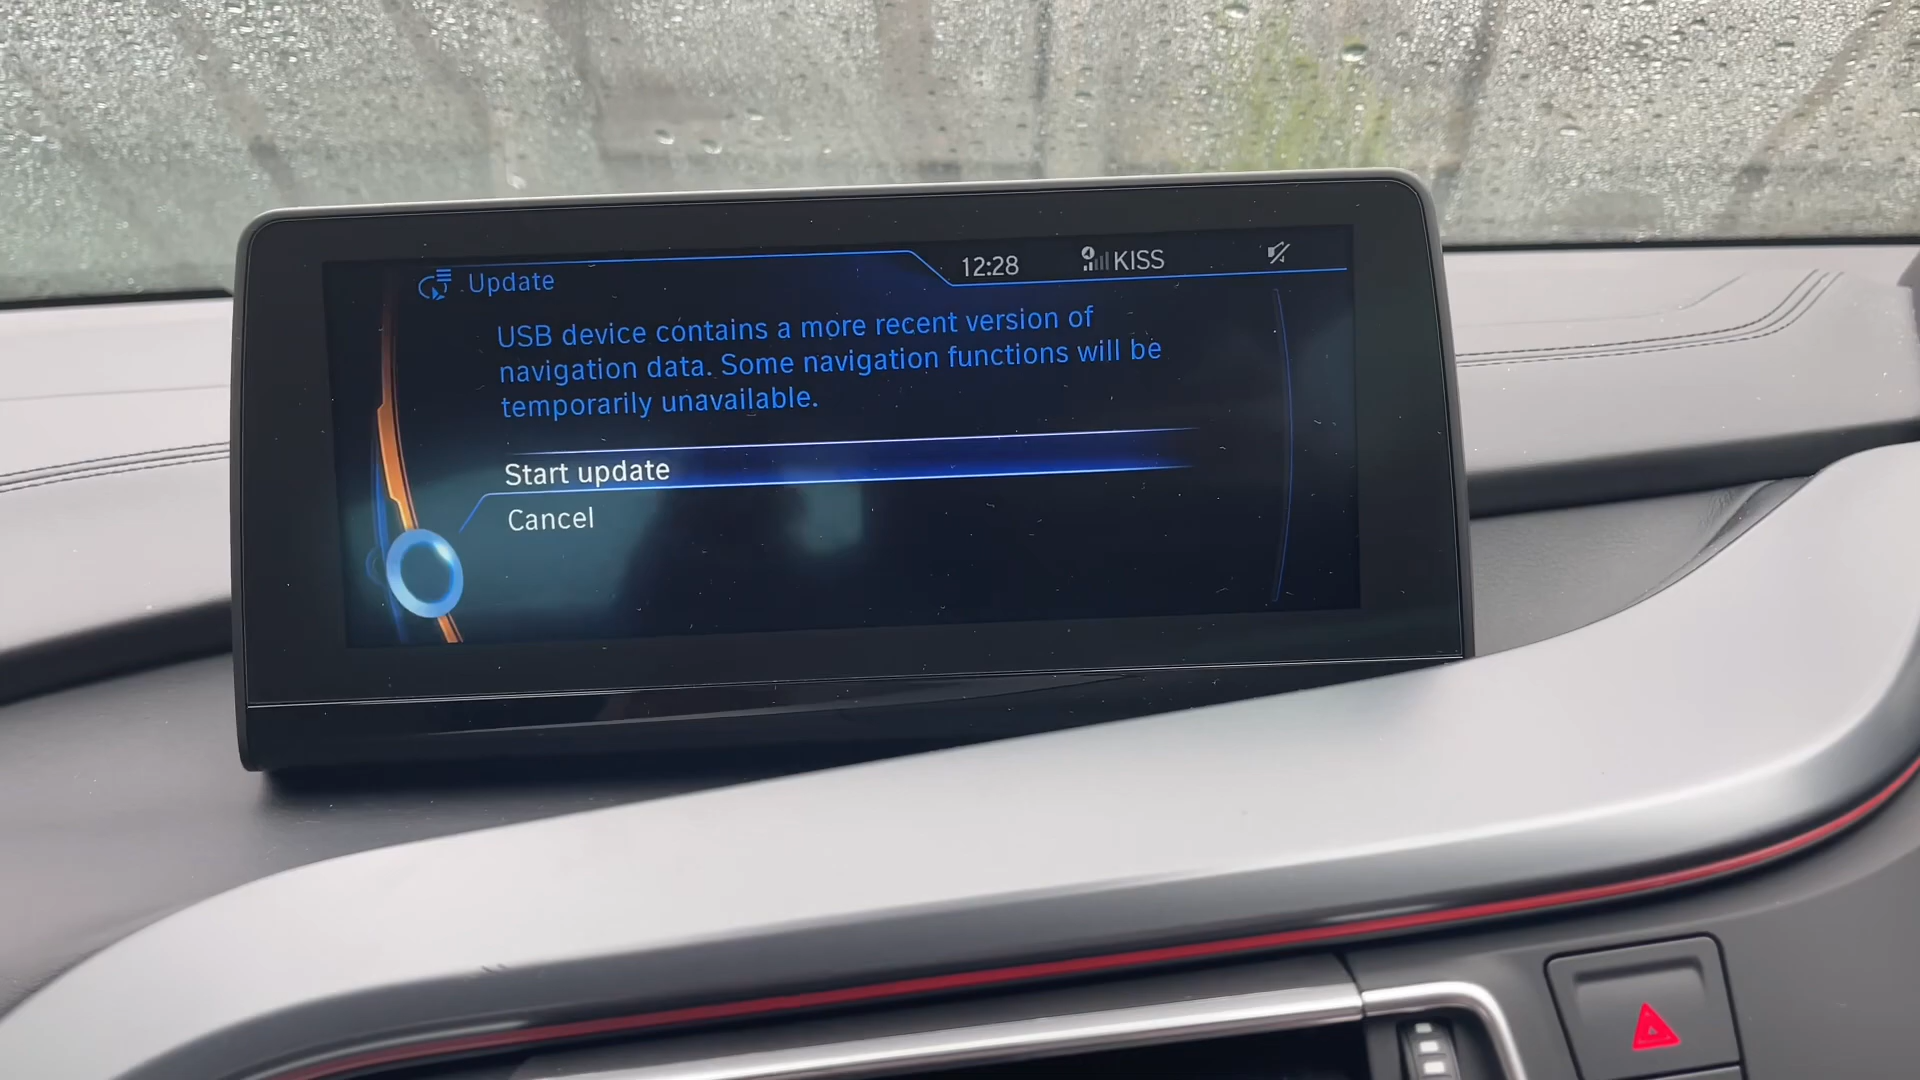 Update
12:28
KISS
USB device contains a more recent version of
navigation data. Some navigation functions will be
temporarily unavailable.
Start update
Cancel